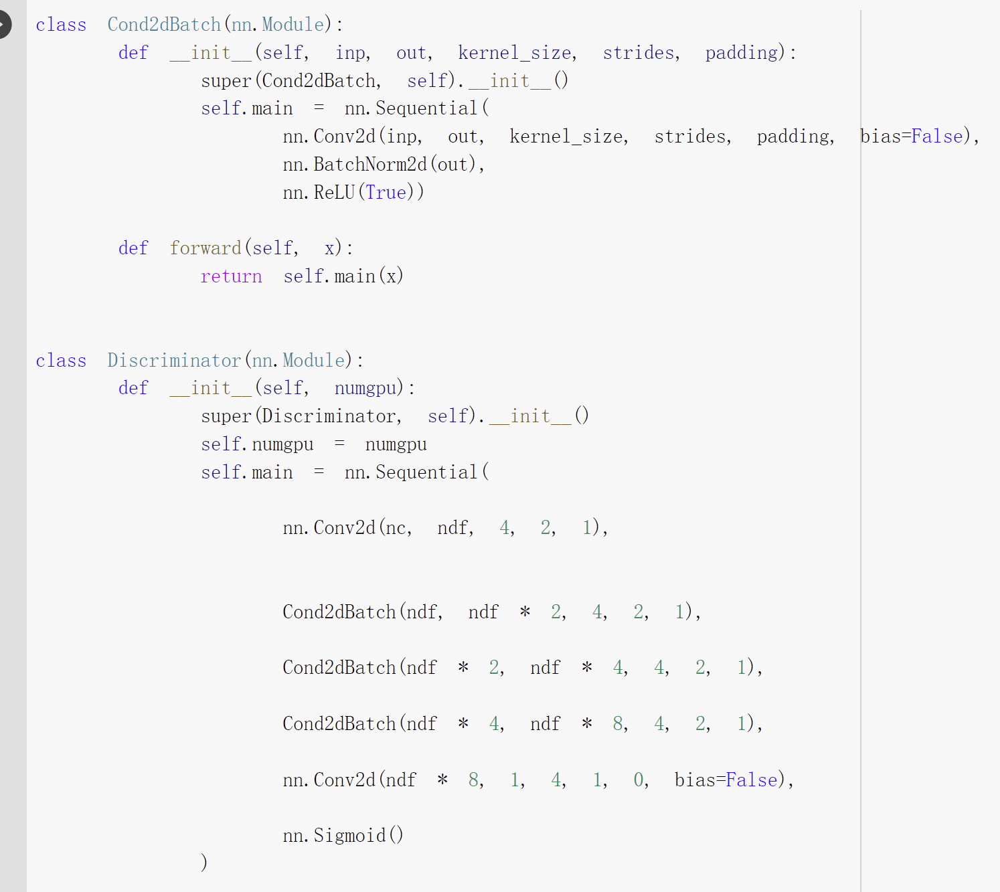 class Cond2dBatch(nn.Module):
def __init__(self, inp, out, kernel_size, strides, padding):
super(Cond2dBatch, self).__init__()
self.main = nn.Sequential(
nn.Conv2d(inp, out, kernel_size, strides, padding, bias=False),
nn.BatchNorm2d(out),
nn.ReLU(True))
def forward(self, x):
return self.main(x)
class Discriminator(nn.Module):
def __init__(self, numgpu):
super(Discriminator, self).__init__()
self.numgpu = numgpu
self.main = nn.Sequential(
nn.Conv2d(nc, ndf, 4, 2, 1),
Cond2dBatch(ndf, ndf * 2, 4, 2, 1),
Cond2dBatch(ndf * 2, ndf * 4, 4, 2, 1),
Cond2dBatch(ndf * 4, ndf * 8, 4, 2, 1),
nn.Conv2d(ndf * 8, 1, 4, 1, 0, bias=False),
nn.Sigmoid()
)